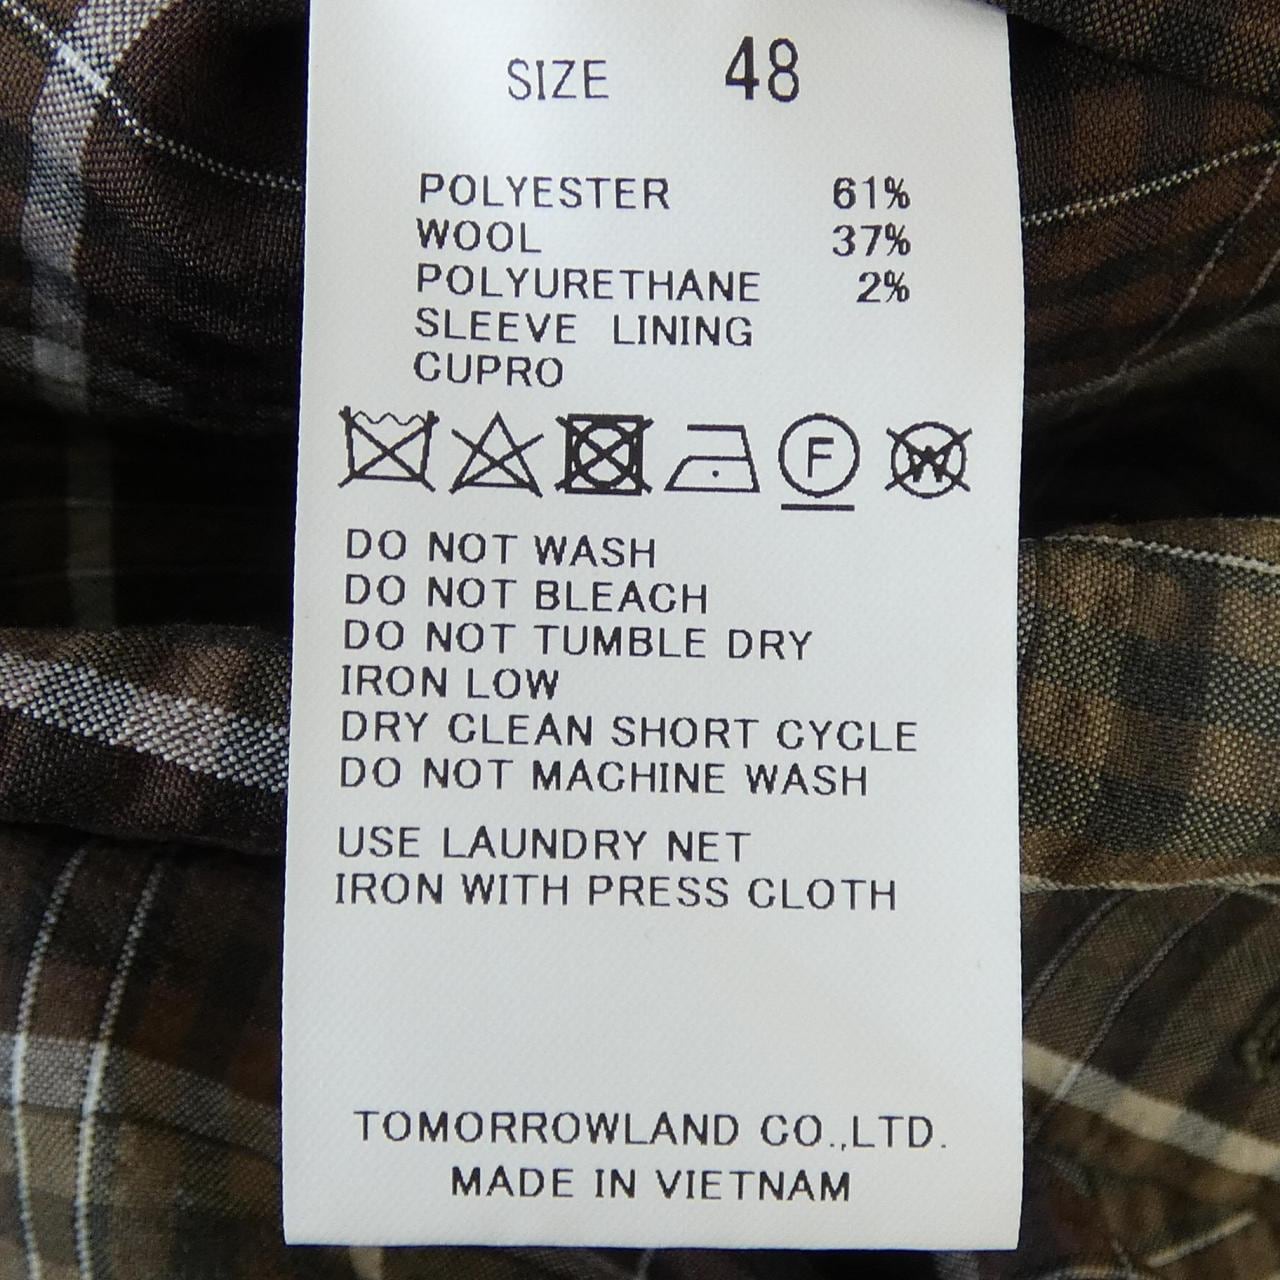 SIZE 48
POLYESTER 61%
WOOL 37%
POLYURETHANE 2%
SLEEVE LINING
CUPRO
F W
DO NOT WASH
DO NOT BLEACH
DO NOT TUMBLE DRY
IRON LOW
DRY CLEAN SHORT CYCLE
DO NOT MACHINE WASH
USE LAUNDRY NET
IRON WITH PRESS CLOTH
TOMORROWLAND CO.,LTD.
MADE IN VIETNAM